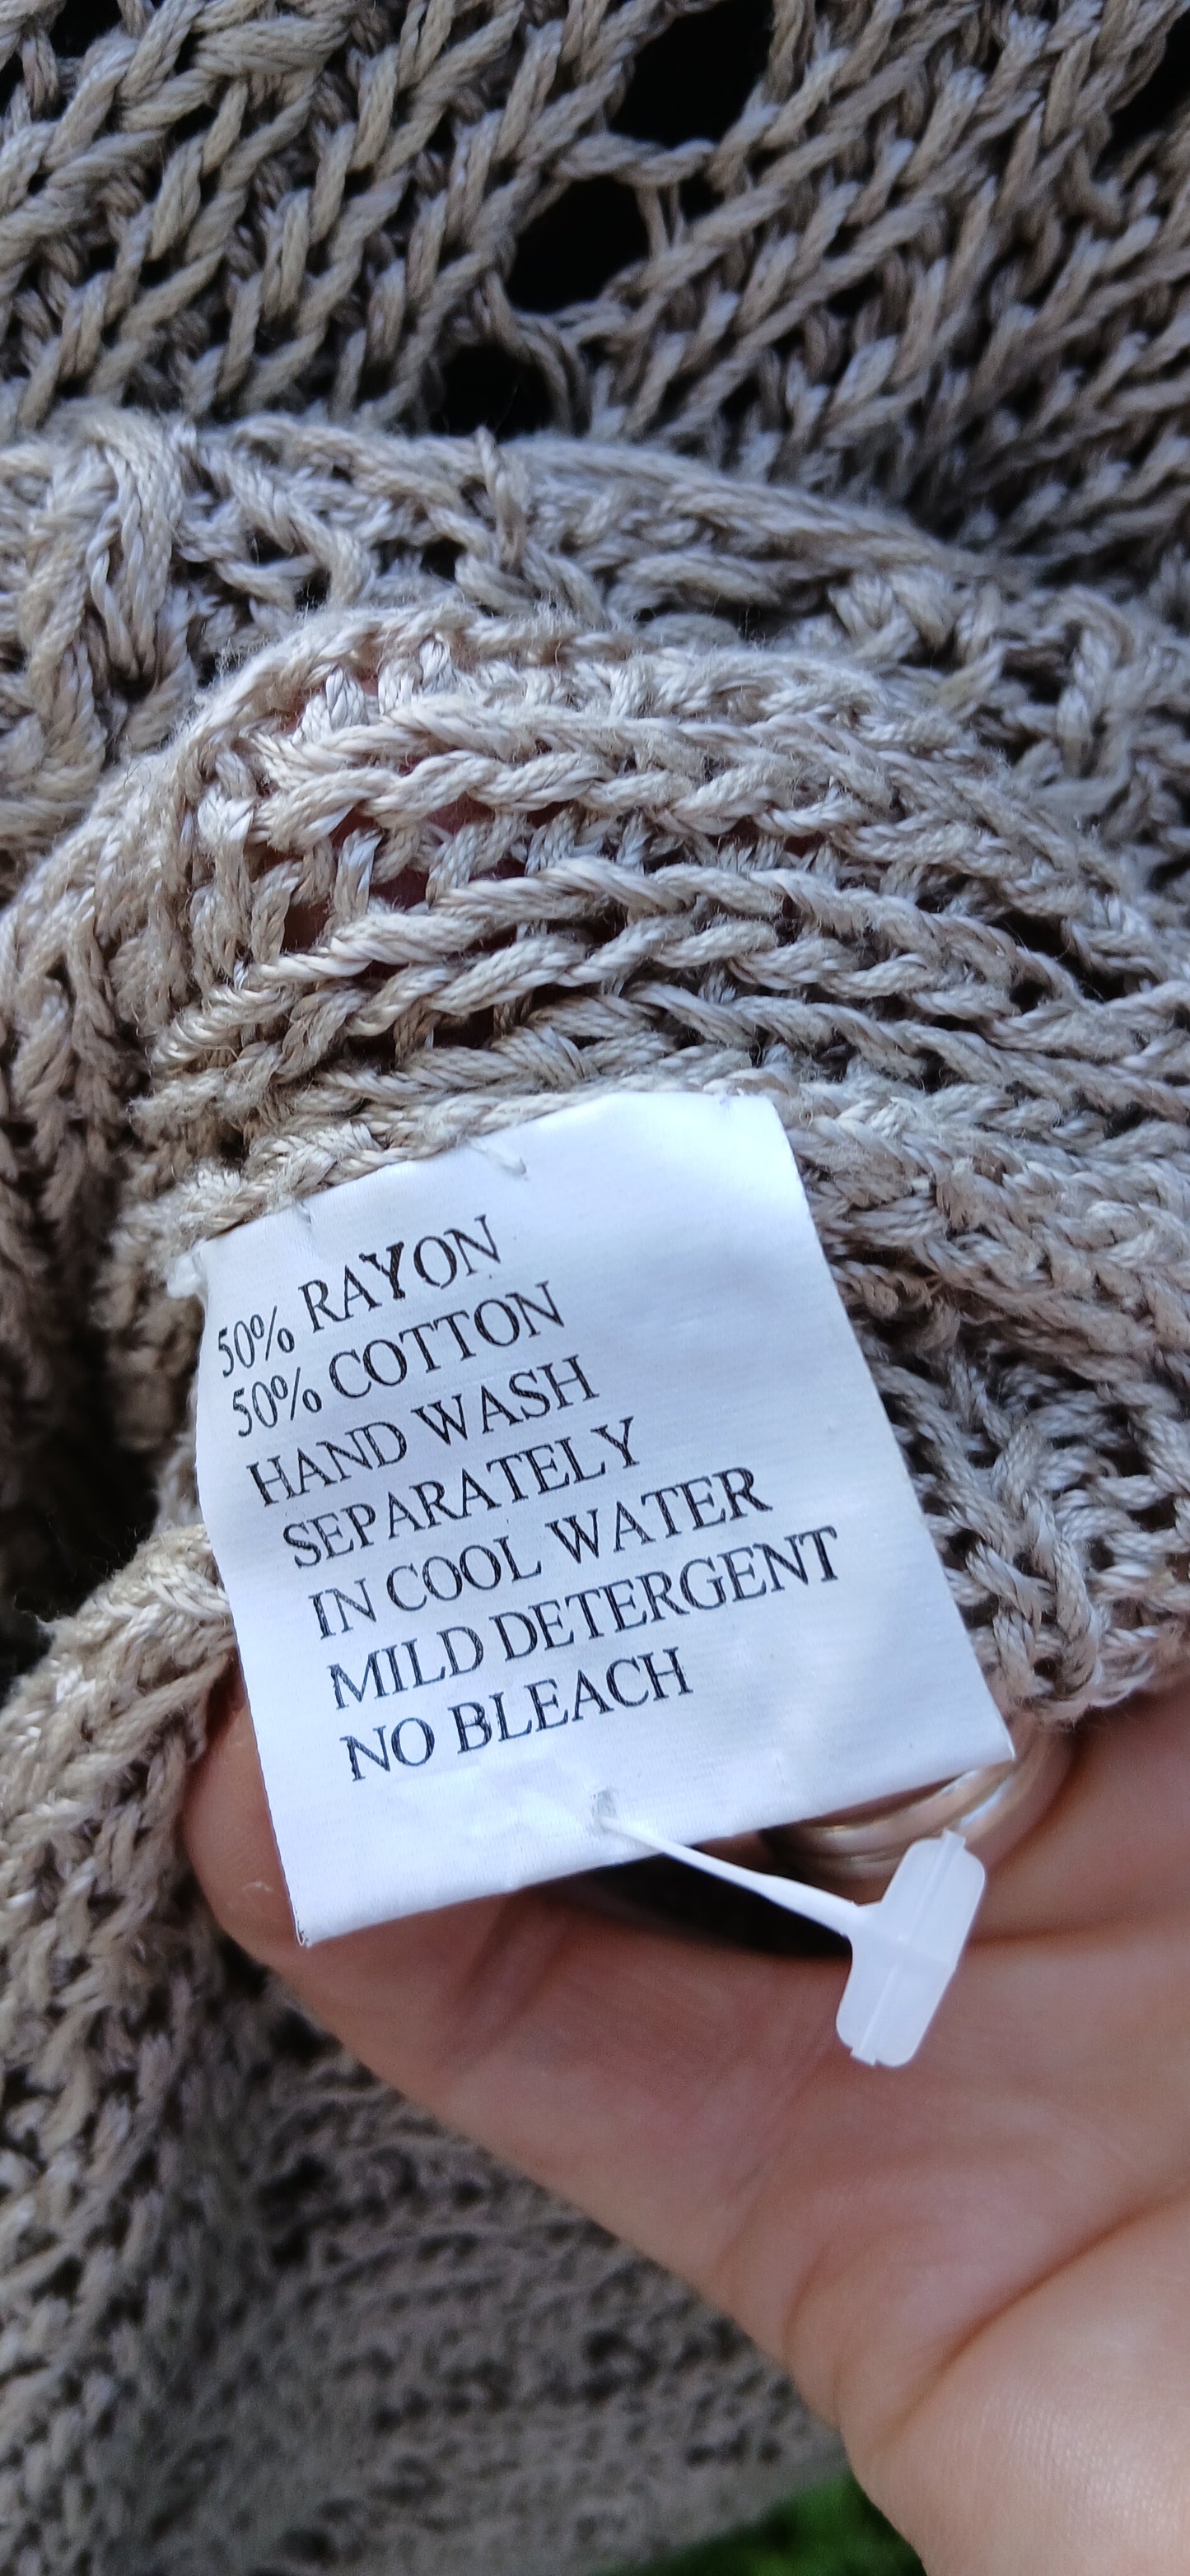 50% RAYON
50% COTTON
HAND WASH
SEPARATELY
IN COOL WATER
MILD DETERGENT
NO BLEACH